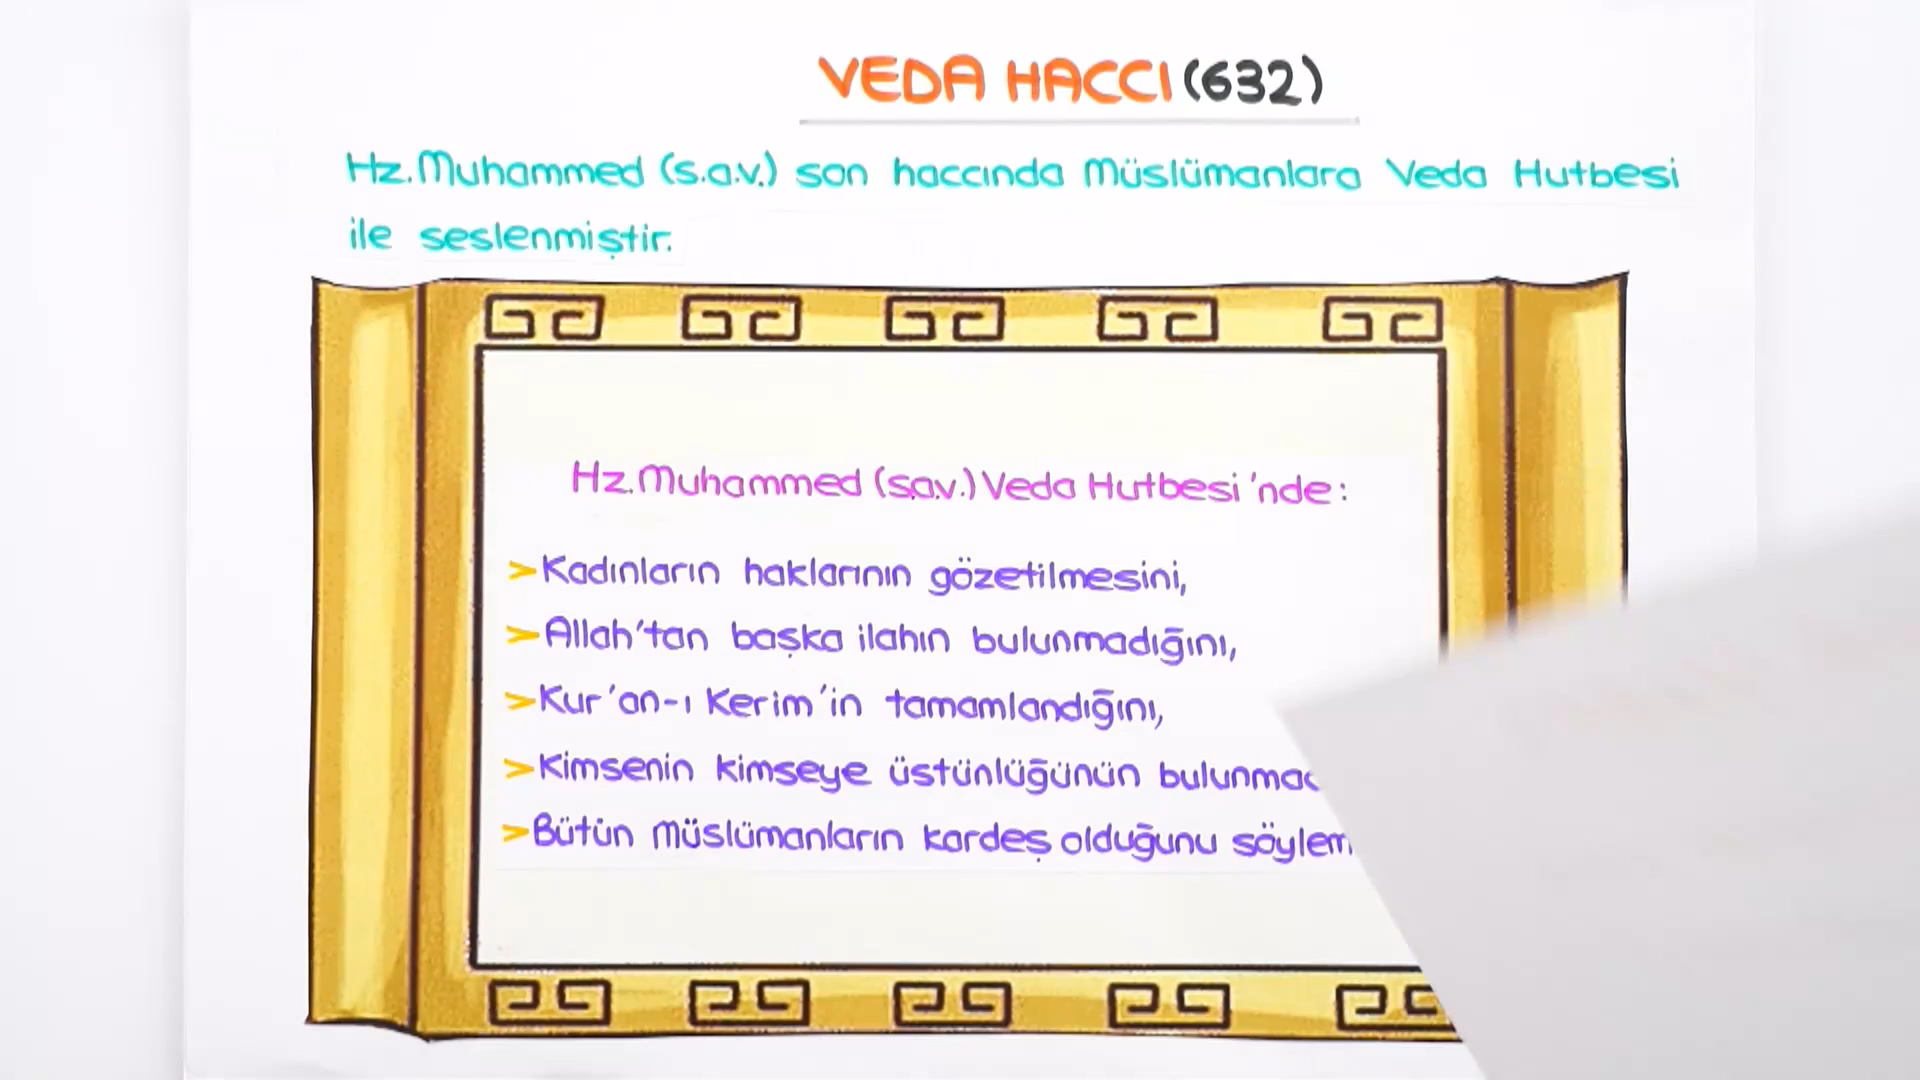 VEDA HACCI (632)
Hz. Muhammed (s.a.v.) son haccında Müslümanlara Veda Hutbesi
ile seslenmiştir.
Hz. Muhammed (s.a.v.) Veda Hutbesi'nde:
>Kadınların haklarının gözetilmesini,
>Allah'tan başka ilahın bulunmadığını,
>Kur'an-ı Kerim'in tamamlandığını,
>Kimsenin kimseye üstünlüğünün
>Bütün Müslümanların kardeş olduğunu